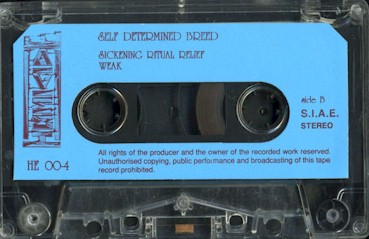 SELF DETERMINED BREED
SICKENING RITUAL RELIEF
WEAK
side B
S.I.A.E.
STEREO
HE 004
All rights of the producer and the owner of the recorded work reserved.
Unauthorised copying, public performance and broadcasting of this tape
record prohibited.